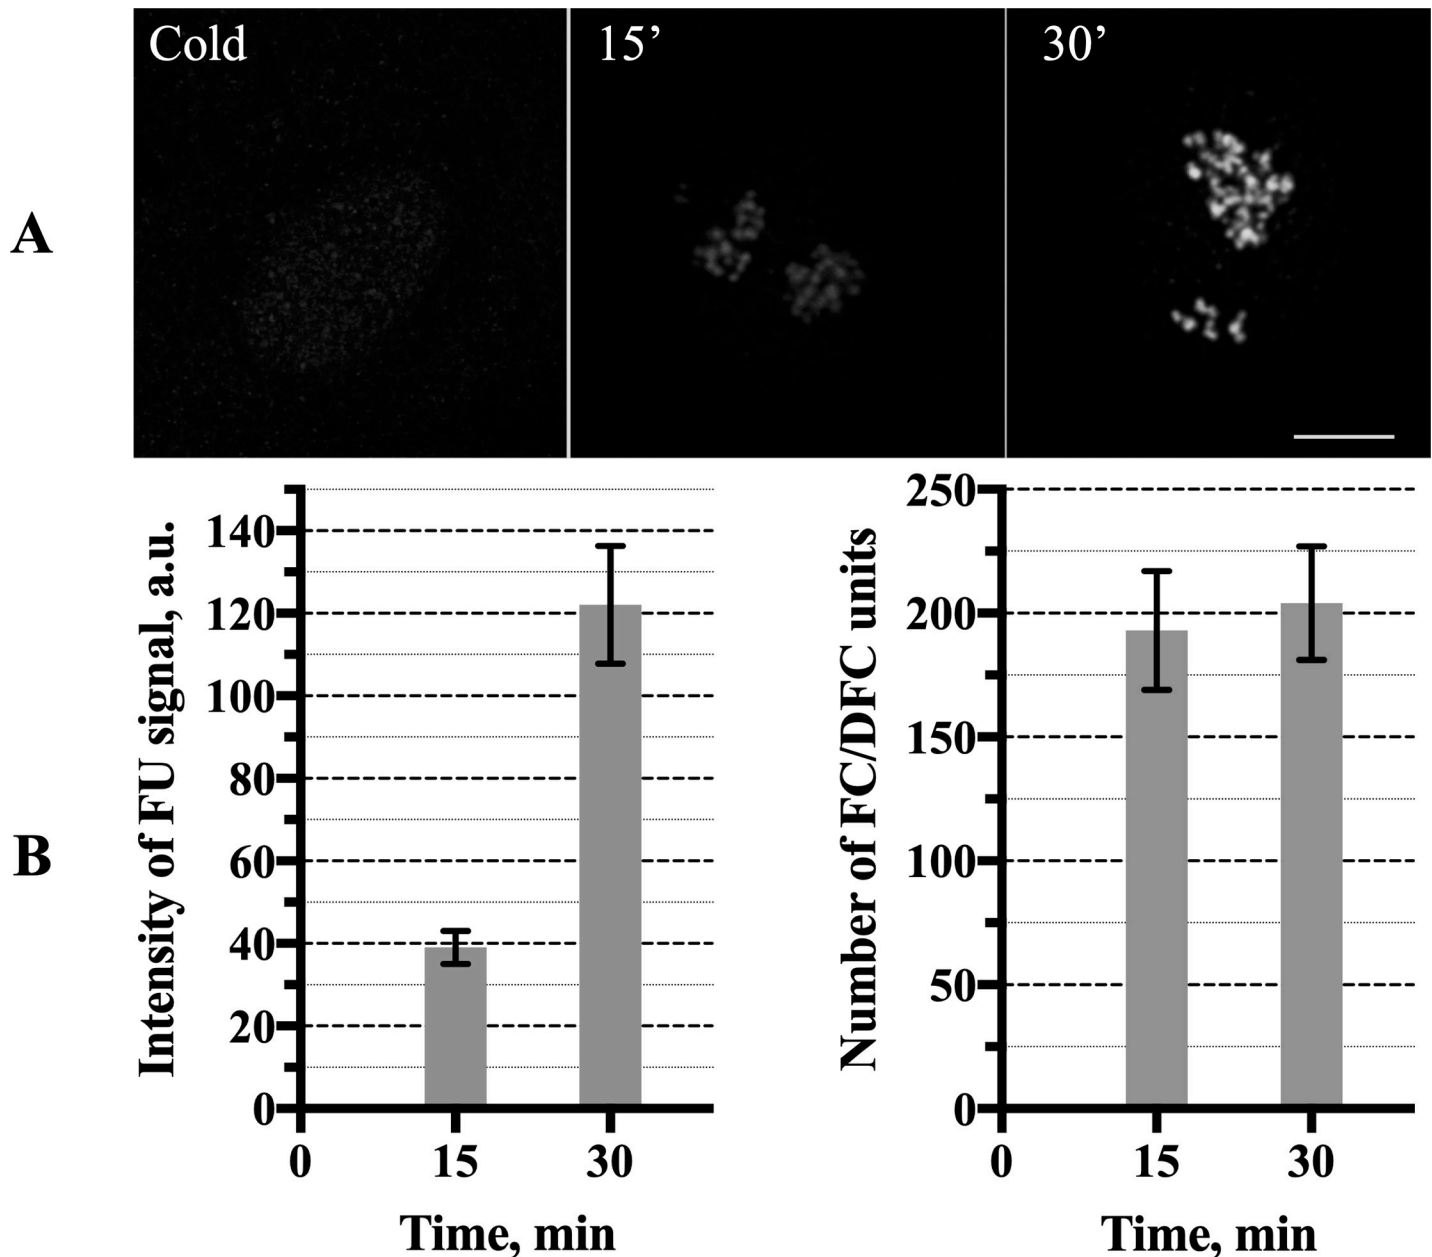 Cold
15’
30’
A
B
Intensity of FU signal, a.u.
140
120
100
80
60
40
20
0
0 15 30
Time, min
Number of FC/DFC units
250
200
150
100
50
0
0 15 30
Time, min